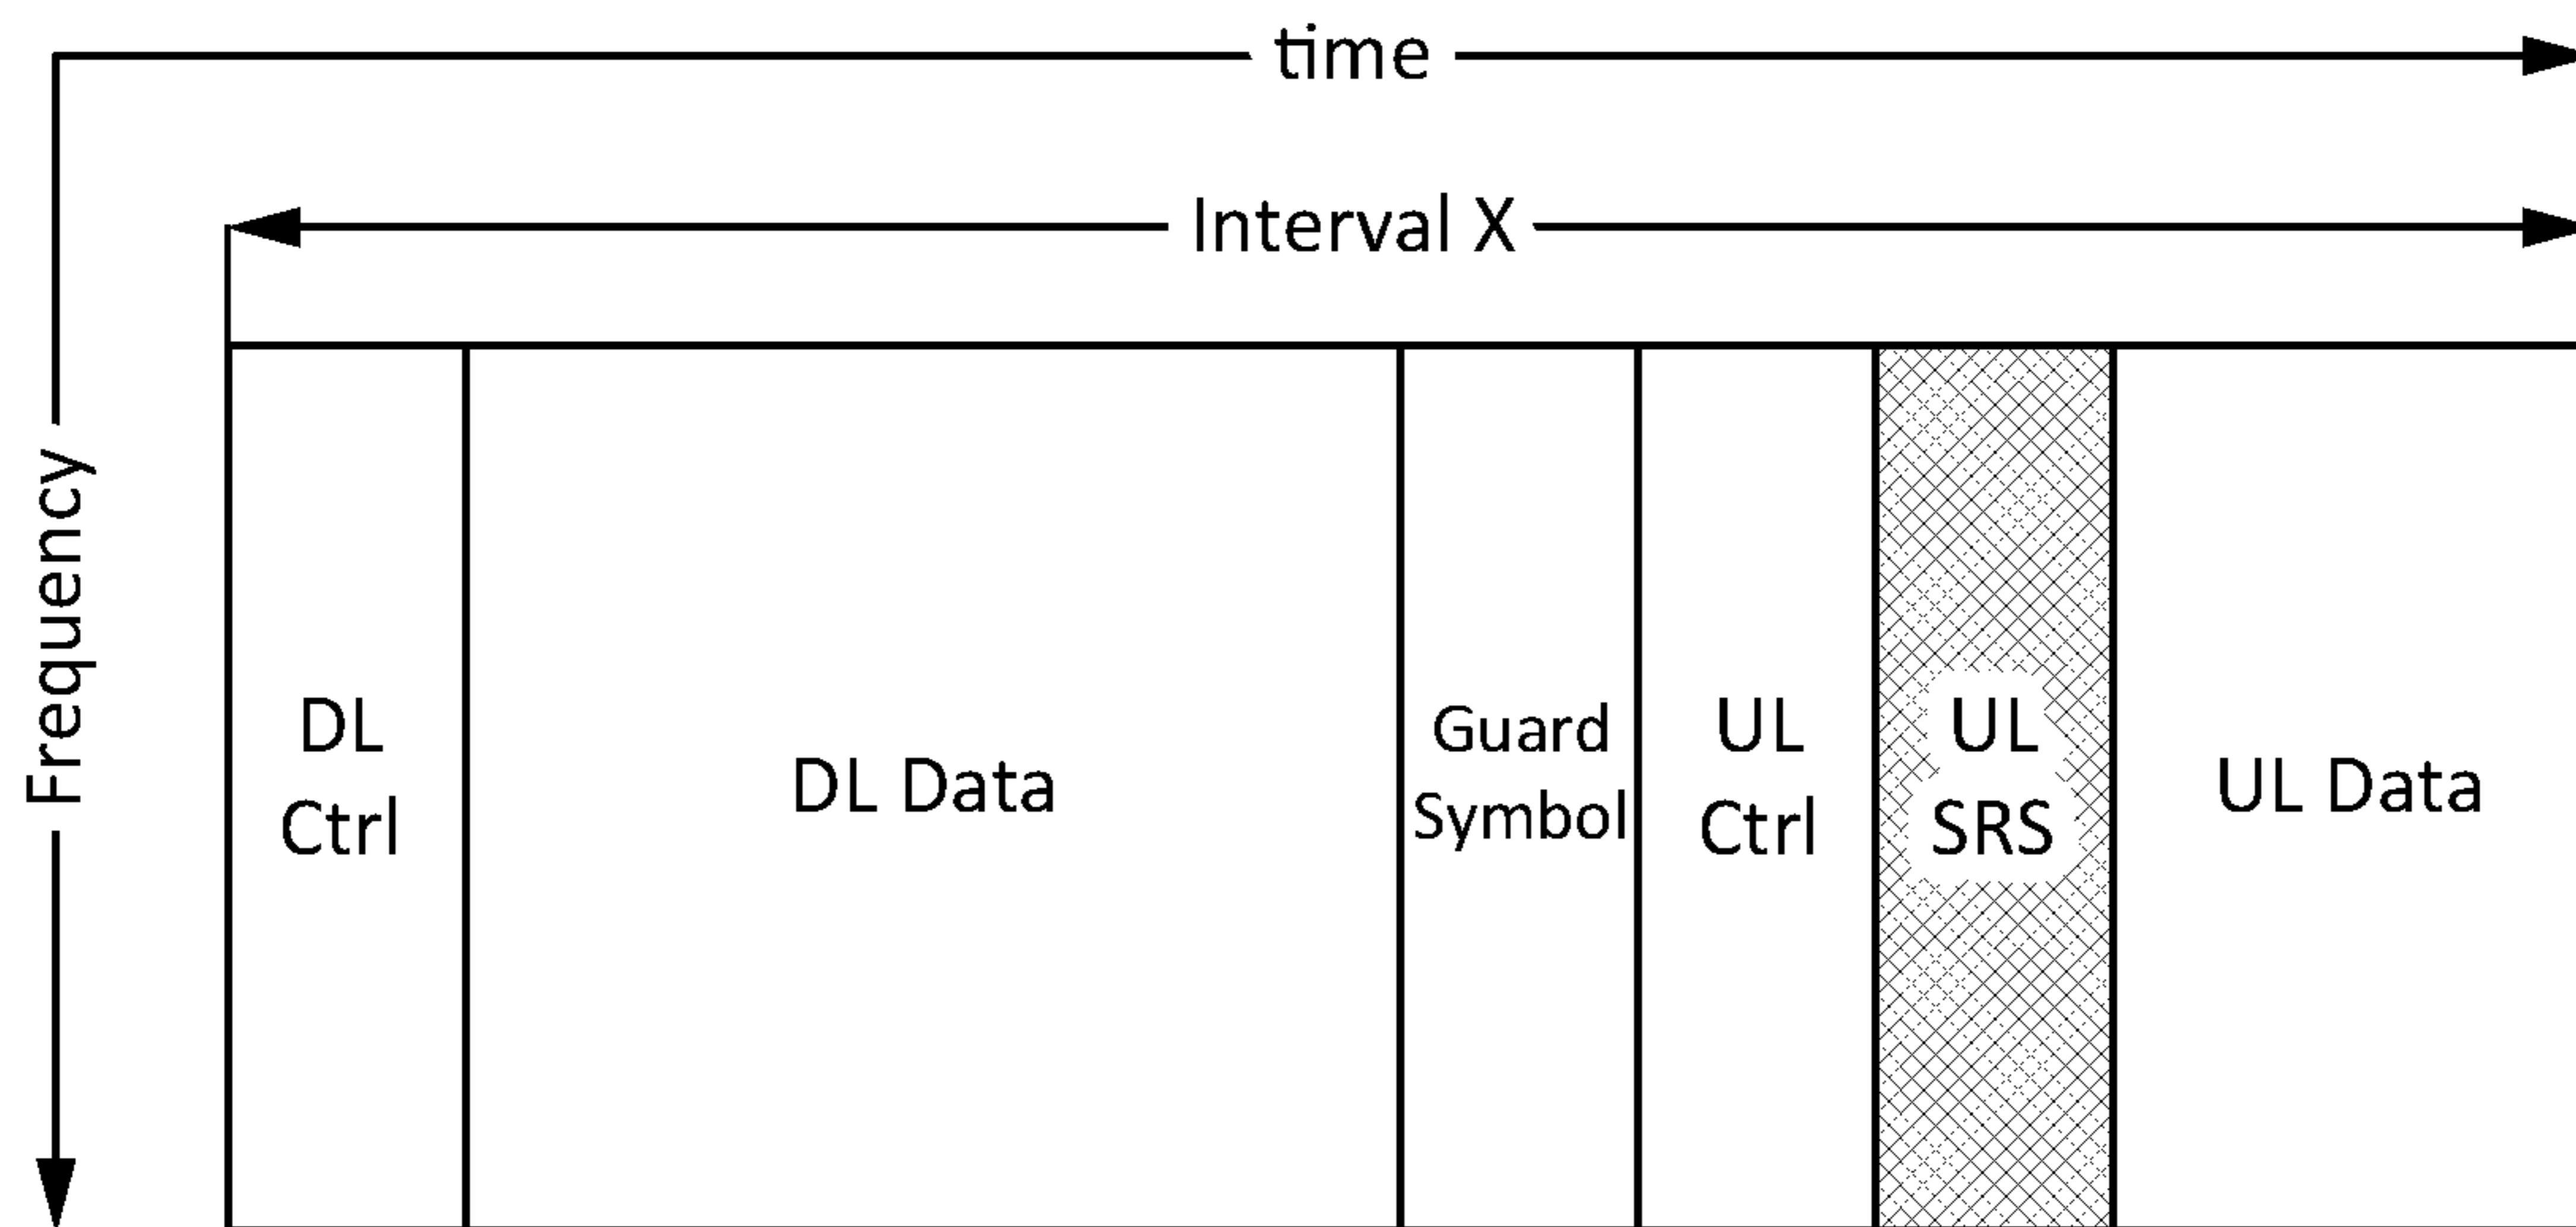 time
Interval X
Frequency
DL
Ctrl
DL Data
Guard
Symbol
UL
Ctrl
UL
SRS
UL Data